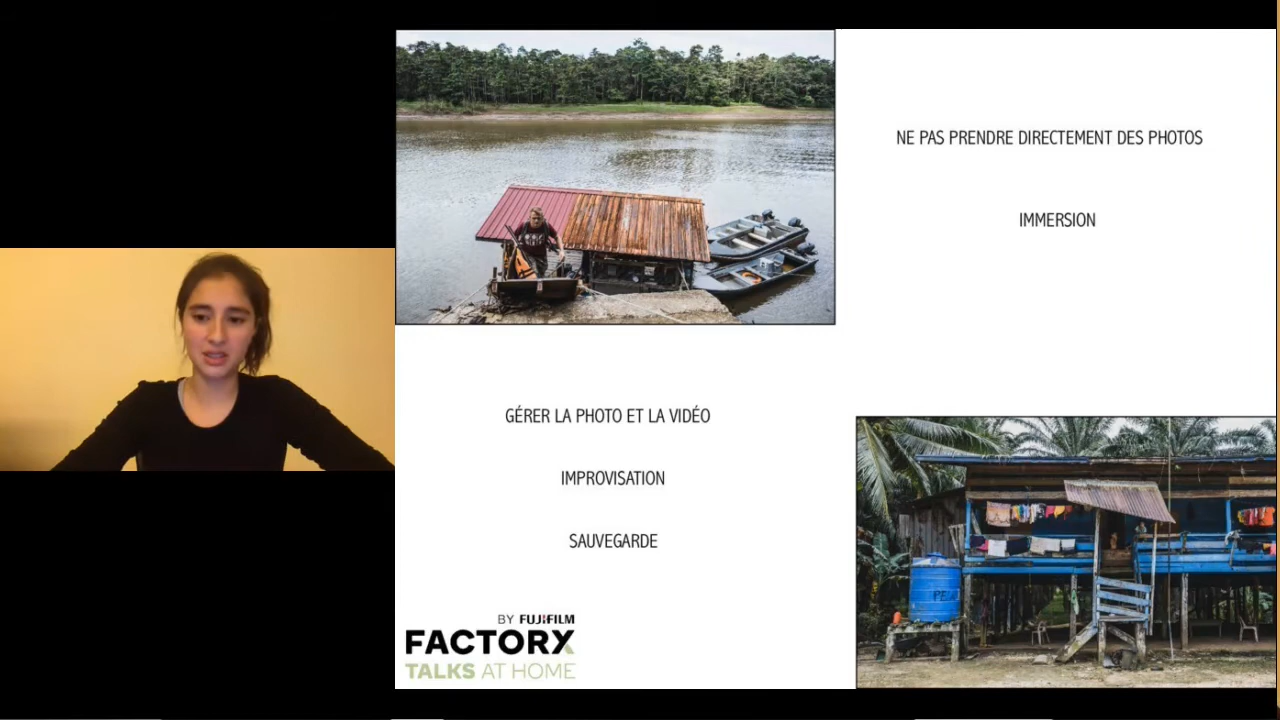 NE PAS PRENDRE DIRECTEMENT DES PHOTOS
IMMERSION
GÉRER LA PHOTO ET LA VIDÉO
IMPROVISATION
SAUVEGARDE
PE
BY FUJIFILM
FACTORX
TALKS AT HOME